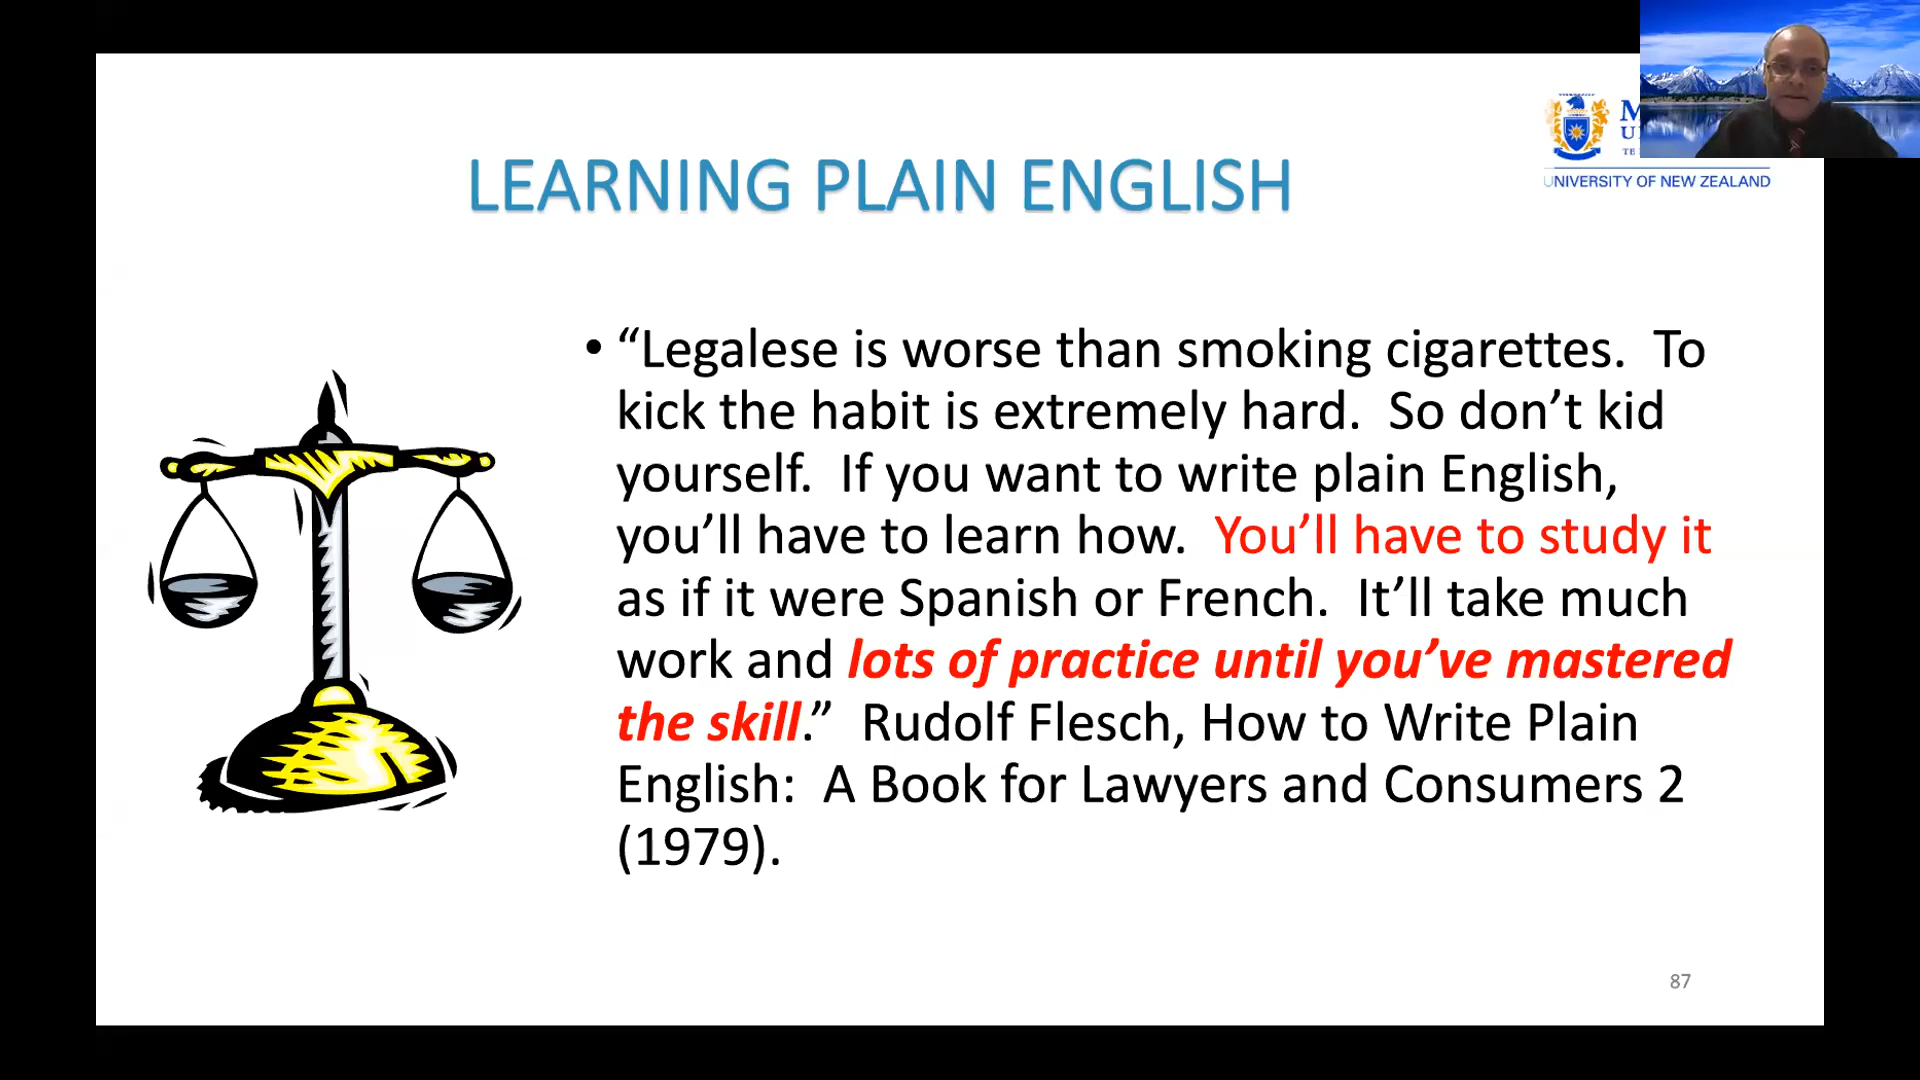 LEARNING PLAIN ENGLISH
UNIVERSITY OF NEW ZEALAND
• “Legalese is worse than smoking cigarettes.  To
kick the habit is extremely hard.  So don’t kid
yourself.  If you want to write plain English,
you’ll have to learn how.  You’ll have to study it
as if it were Spanish or French.  It’ll take much
work and lots of practice until you’ve mastered
the skill.”  Rudolf Flesch, How to Write Plain
English:  A Book for Lawyers and Consumers 2
(1979).
87